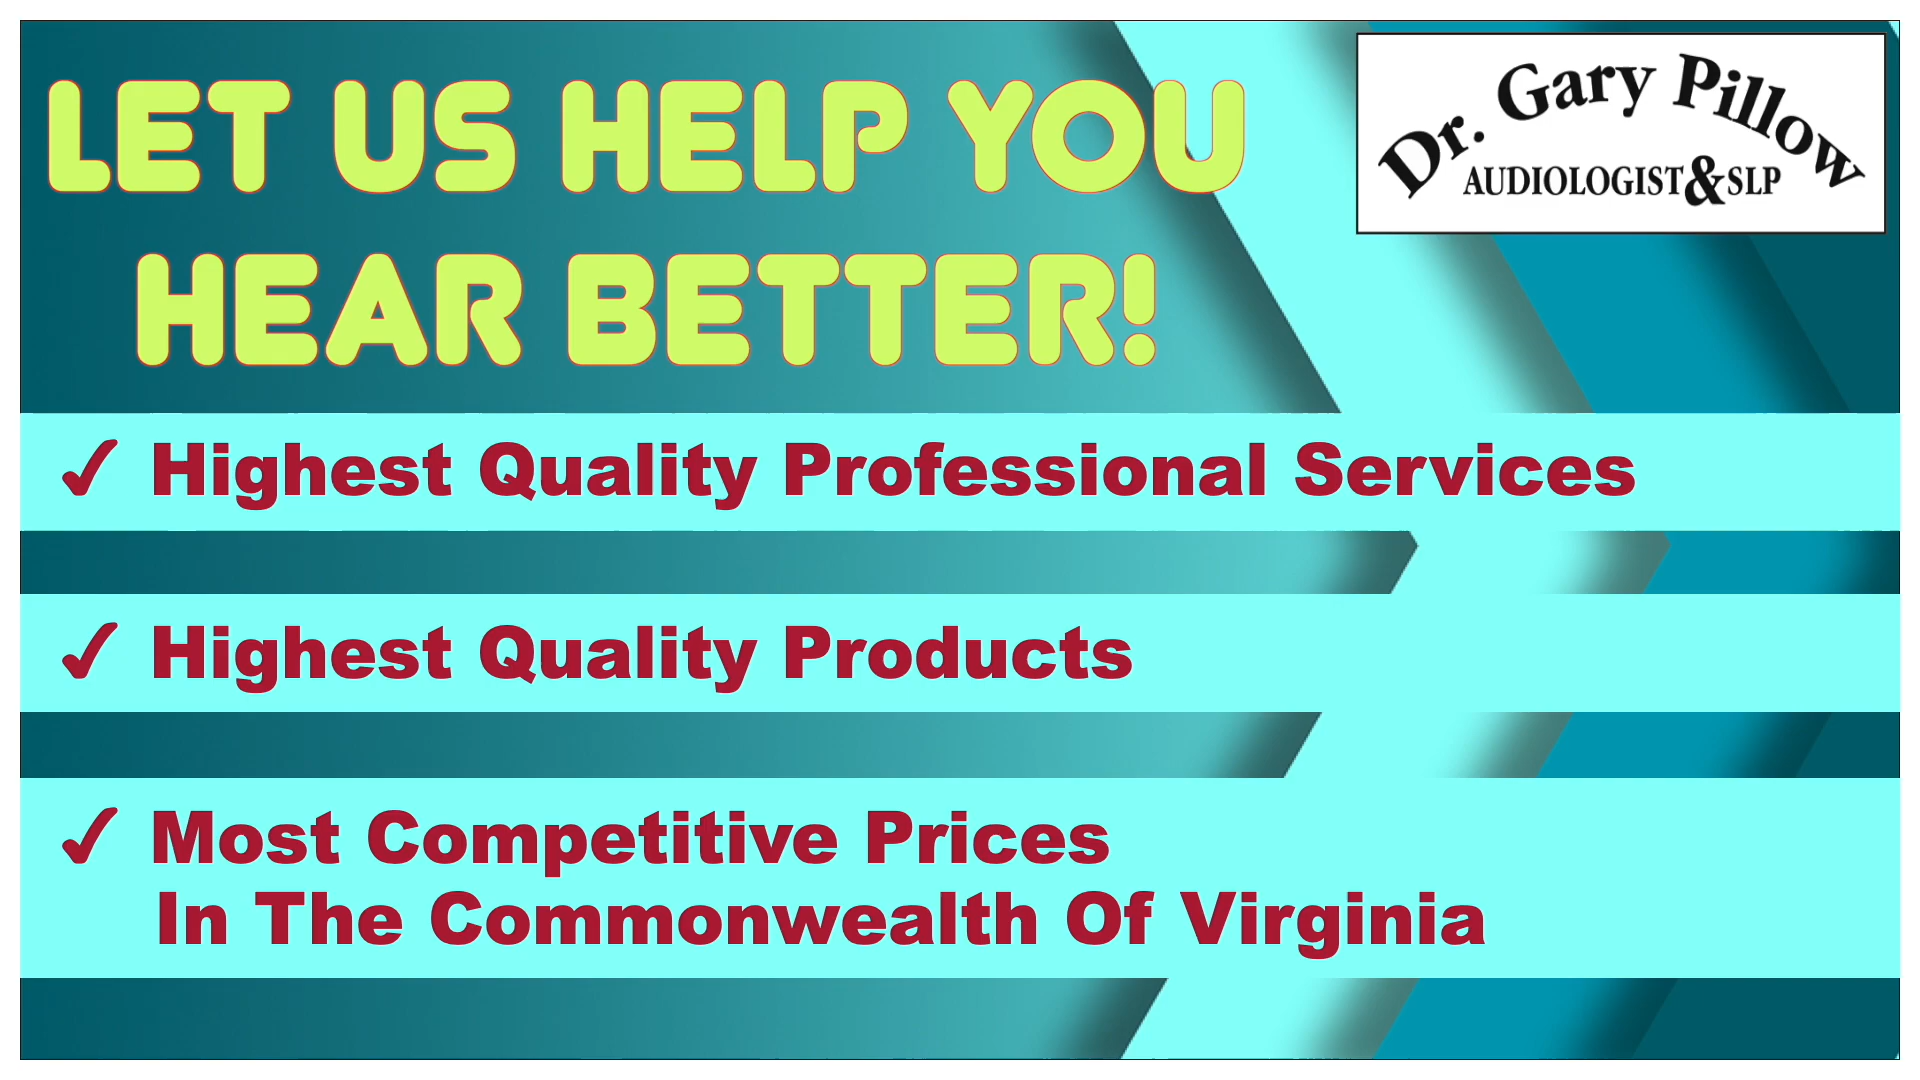 LET US HELP YOU
HEAR BETTER!
Dr. Gary Pillow
AUDIOLOGIST&SLP
✓ Highest Quality Professional Services
✓ Highest Quality Products
✓ Most Competitive Prices
In The Commonwealth Of Virginia